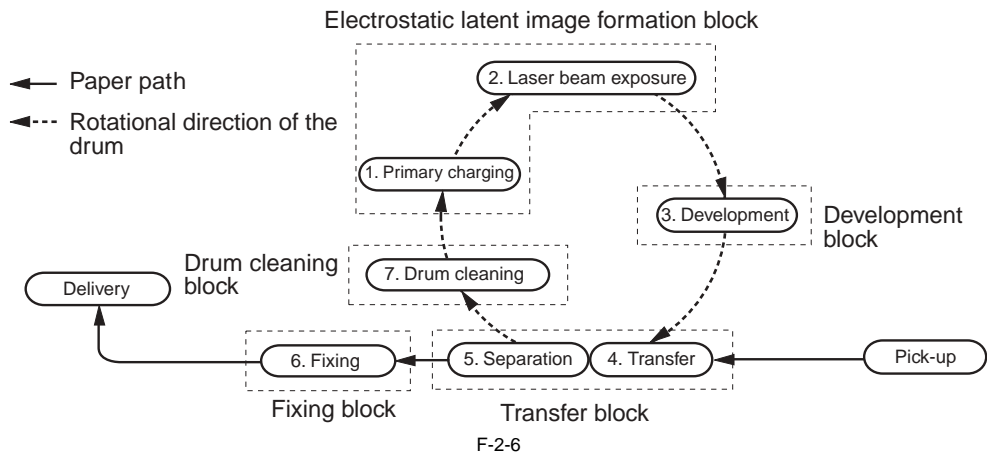 Electrostatic latent image formation block
2. Laser beam exposure
Paper path
Rotational direction of the
drum
1. Primary charging
3. Development
Development
block
Drum cleaning
block
7. Drum cleaning
Delivery
6. Fixing
5. Separation
4. Transfer
Pick-up
Fixing block
Transfer block
F-2-6